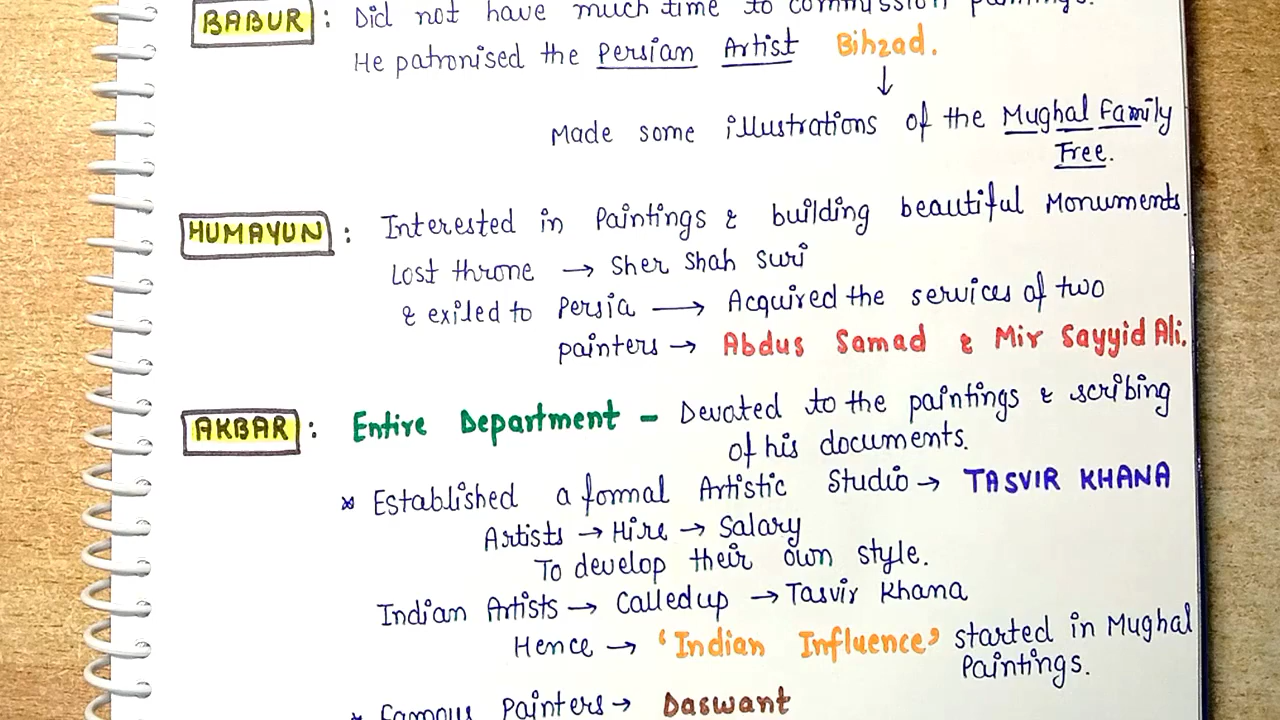 BABUR : Did not have much time to commission paintings.
He patronised the Persian Artist Bihzad.
↓
Made some illustrations of the Mughal Family
Free.
HUMAYUN : Interested in Paintings & building beautiful Monuments.
Lost throne → Sher Shah Suri
& exiled to Persia → Acquired the services of two
painters → Abdus Samad & Mir Sayyid Ali.
AKBAR : Entire Department - Devoted to the paintings & scribing
of his documents.
* Established a formal Artistic Studio → TASVIR KHANA
Artists → Hire → Salary
To develop their own style.
Indian Artists → Called up → Tasvir Khana
Hence → 'Indian Influence' started in Mughal
Paintings.
* Famous Painters → Daswant